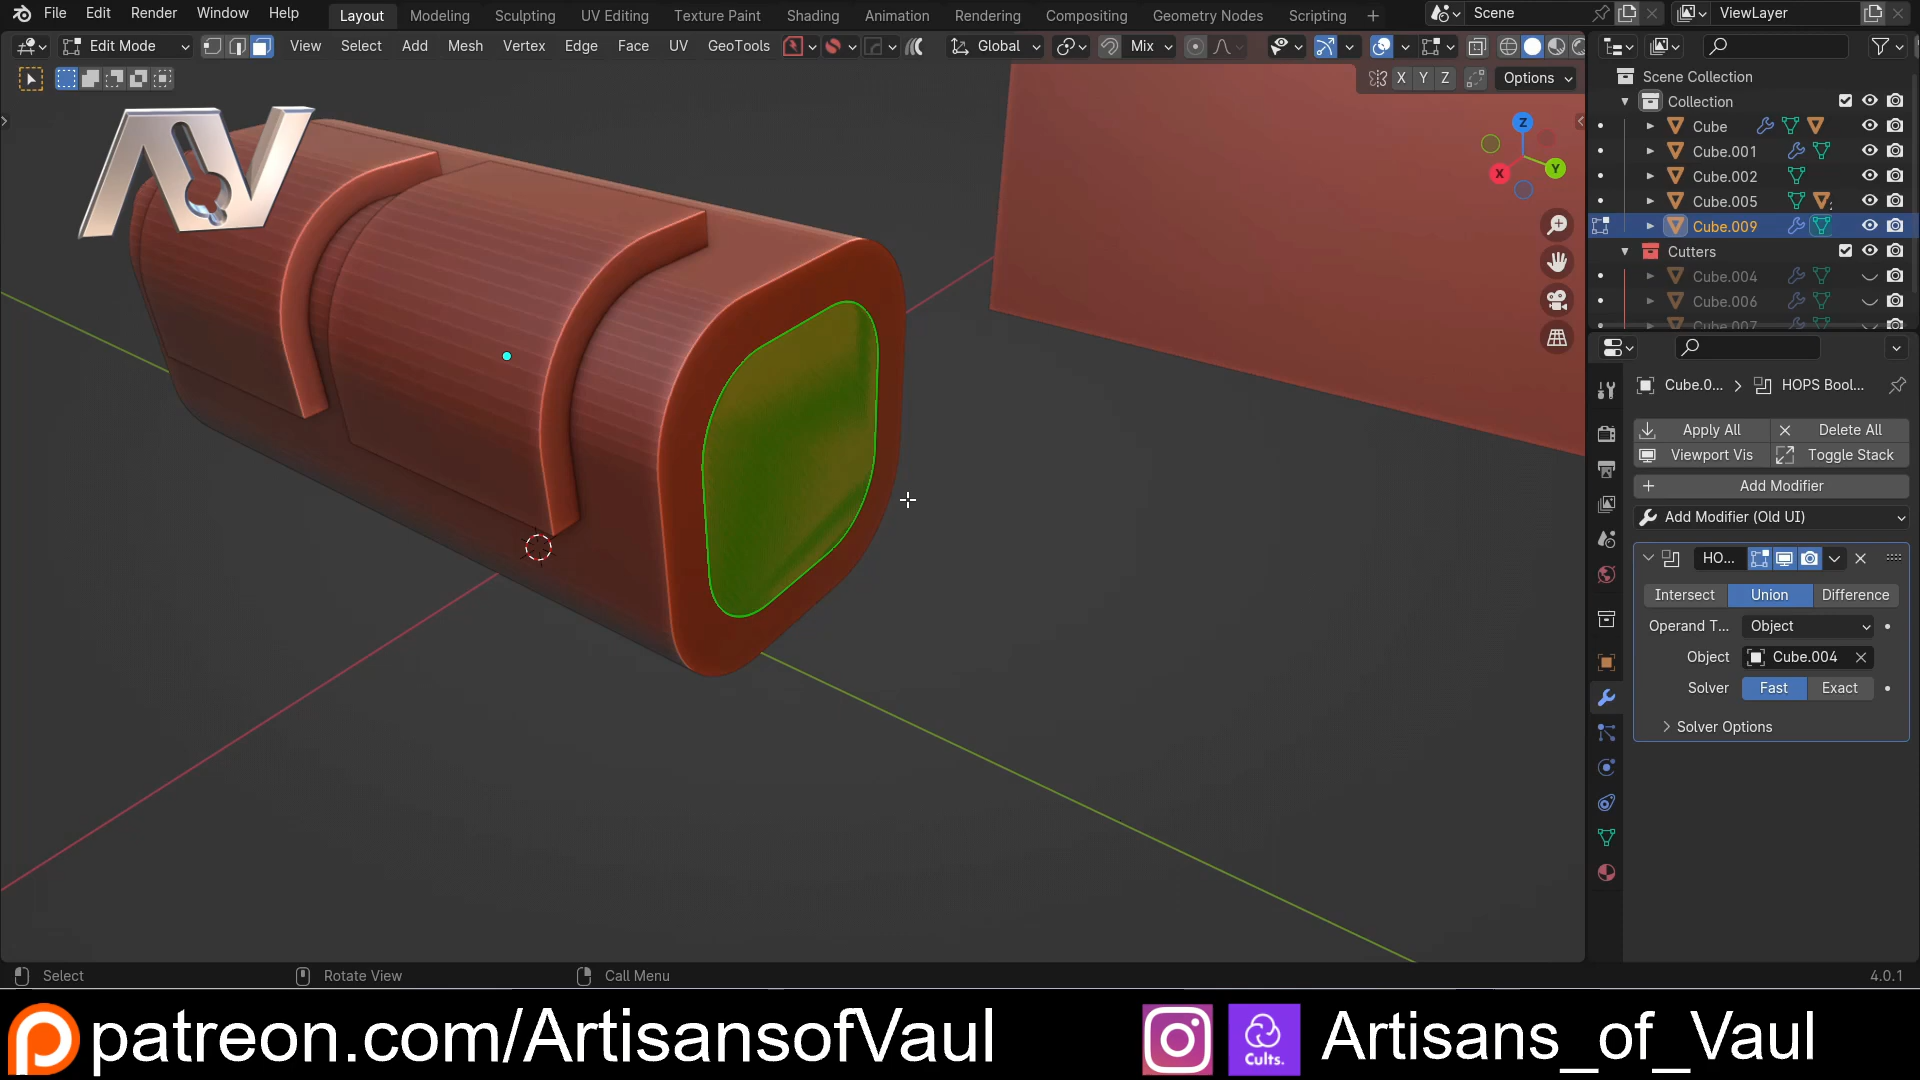 File Edit Render Window Help Layout Modeling Sculpting UV Editing Texture Paint Shading Animation Rendering Compositing Geometry Nodes Scripting + Scene ViewLayer
Edit Mode View Select Add Mesh Vertex Edge Face UV GeoTools Global Mix
X Y Z Options
Scene Collection
Collection
Cube
Cube.001
Cube.002
Cube.005
Cube.009
Cutters
Cube.004
Cube.006
Cube.007
Z
X
Y
Cube.0... > HOPS Bool...
Apply All Delete All
Viewport Vis Toggle Stack
+ Add Modifier
Add Modifier (Old UI)
HO...
Intersect Union Difference
Operand T... Object
Object Cube.004
Solver Fast Exact
Solver Options
Select Rotate View Call Menu 4.0.1
AV
patreon.com/ArtisansofVaul Cults. Artisans_of_Vaul